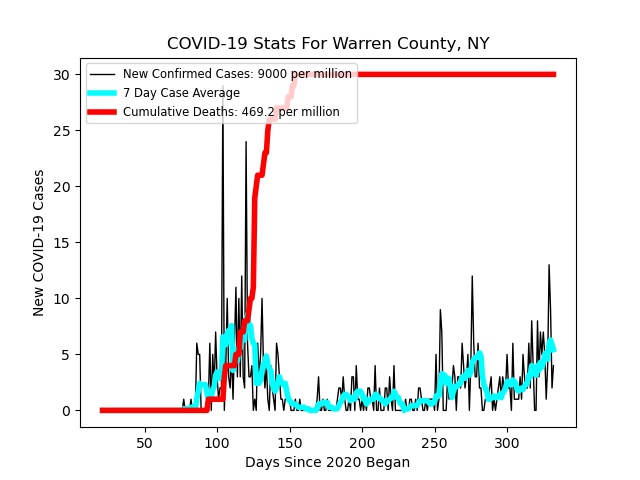 COVID-19 Stats For Warren County, NY
New Confirmed Cases: 9000 per million
7 Day Case Average
Cumulative Deaths: 469.2 per million
New COVID-19 Cases
30
25
20
15
10
5
0
50
100
150
200
250
300
Days Since 2020 Began